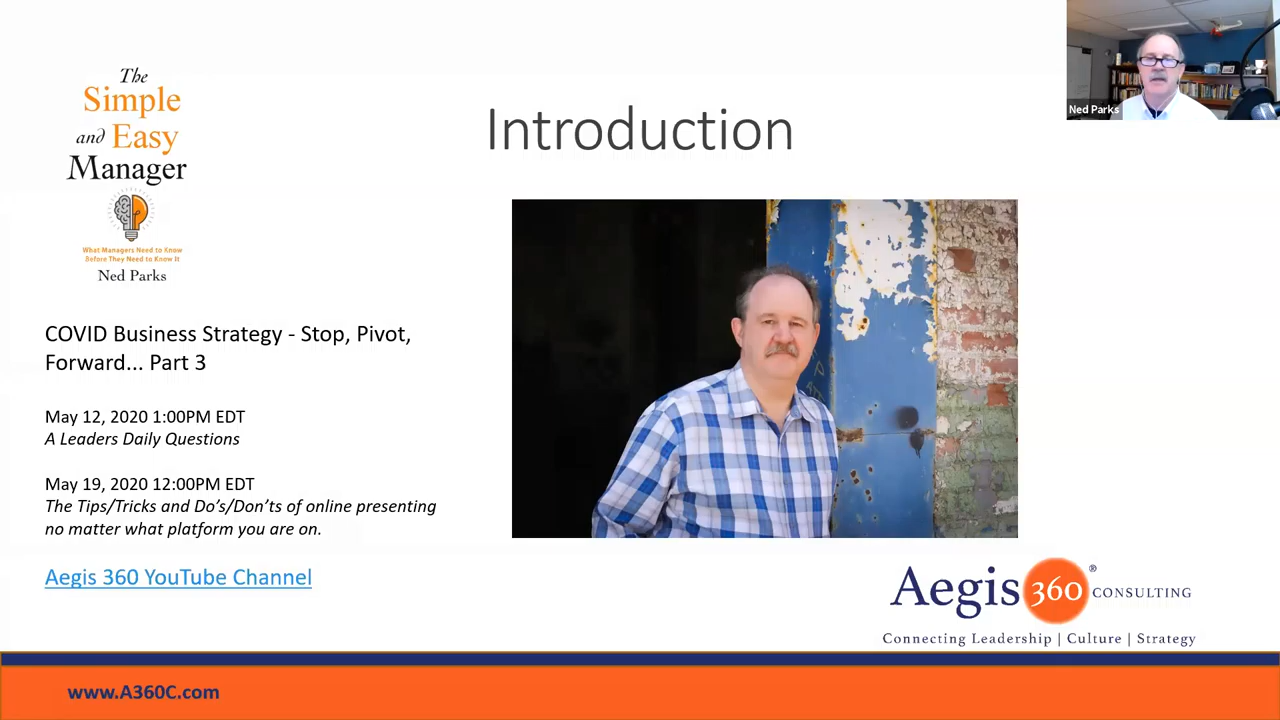 The
Simple
and Easy
Manager
What Managers Need to Know
Before They Need to Know It
Ned Parks
Introduction
Ned Parks
COVID Business Strategy - Stop, Pivot,
Forward... Part 3
May 12, 2020 1:00PM EDT
A Leaders Daily Questions
May 19, 2020 12:00PM EDT
The Tips/Tricks and Do’s/Don’ts of online presenting
no matter what platform you are on.
Aegis 360 YouTube Channel
Aegis 360® CONSULTING
Connecting Leadership | Culture | Strategy
www.A360C.com